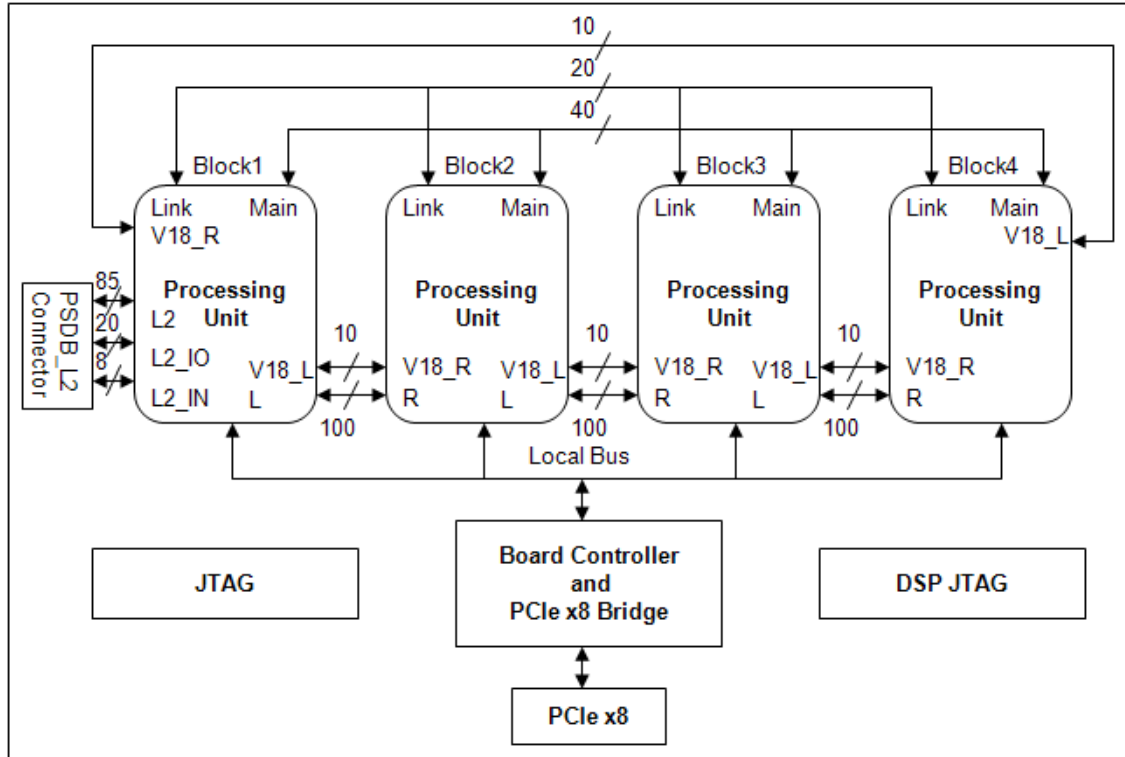 10
20
40
Block1
Block2
Block3
Block4
Link Main
V18_R
Processing
Unit
L2
L2_IO
L2_IN
V18_L
L
Link Main
Processing
Unit
V18_R
R
V18_L
L
Link Main
Processing
Unit
V18_R
R
V18_L
L
Link Main
V18_L
Processing
Unit
V18_R
R
PSDB_L2
Connector
85
20
8
10
100
10
100
10
100
Local Bus
JTAG
Board Controller
and
PCIe x8 Bridge
DSP JTAG
PCIe x8